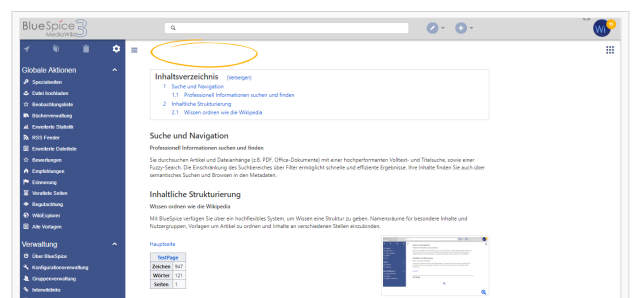 BlueSpice 3
MediaWiki
WI
Globale Aktionen
Spezialseiten
Datei hochladen
Beobachtungsliste
Bücherverwaltung
Erweiterte Statistik
RSS Feeder
Erweiterte Dateiliste
Bewertungen
Empfehlungen
Erinnerung
Veraltete Seiten
Begutachtung
WikiExplorer
Alle Vorlagen
Verwaltung
Über BlueSpice
Konfigurationsverwaltung
Gruppenverwaltung
Interwikilinks
Inhaltsverzeichnis [Verbergen]
1 Suche und Navigation
1.1 Professionell Informationen suchen und finden
2 Inhaltliche Strukturierung
2.1 Wissen ordnen wie die Wikipedia
Suche und Navigation
Professionell Informationen suchen und finden
Sie durchsuchen Artikel und Dateianhänge (z.B. PDF, Office-Dokumente) mit einer hochperformanten Volltext- und Titelsuche, sowie einer
Fuzzy-Search. Die Einschränkung des Suchbereiches über Filter ermöglicht schnelle und effiziente Ergebnisse. Ihre Inhalte finden Sie auch über
semantisches Suchen und Browsen in den Metadaten.
Inhaltliche Strukturierung
Wissen ordnen wie die Wikipedia
Mit BlueSpice verfügen Sie über ein hochflexibles System, um Wissen eine Struktur zu geben. Namensräume für besondere Inhalte und
Nutzergruppen, Vorlagen um Artikel zu ordnen und Inhalte an verschiedenen Stellen einzubinden.
Hauptseite
TestPage
Zeichen 947
Wörter 121
Seiten 1